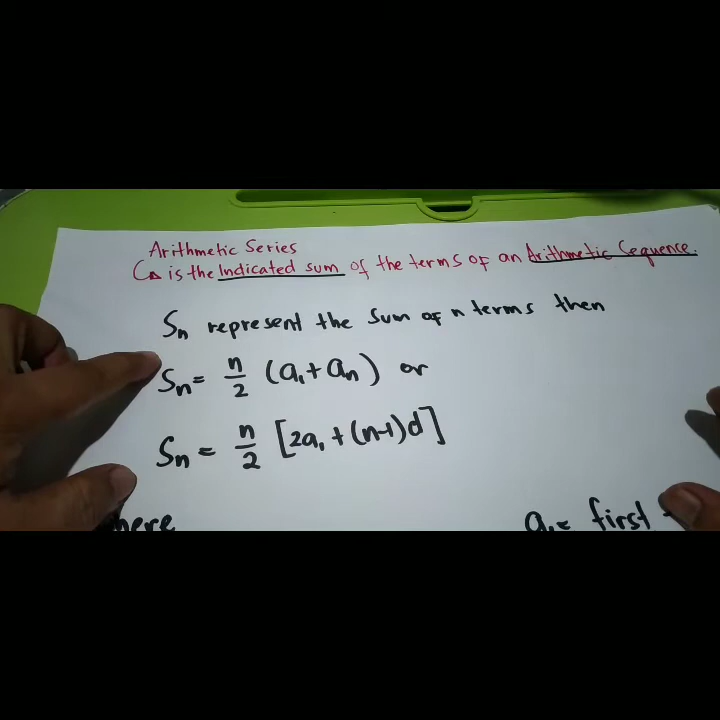 Arithmetic Series
is the Indicated sum of the terms of an Arithmetic Sequence.
Sn represent the sum of n terms then
Sn = n/2 (a1 + an) or
Sn = n/2 [2a1 + (n-1)d]
here a1 = first